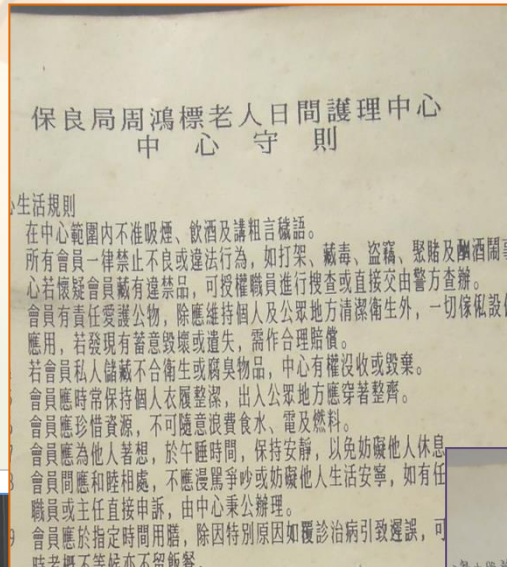 保良局周鴻標老人日間護理中心
中心守則
生活規則
在中心範圍內不准吸煙、飲酒及講粗言穢語。
所有會員一律禁止不良或違法行為，如打架、藏毒、盜竊、聚賭及酗酒鬧事
心若懷疑會員藏有違禁品，可授權職員進行搜查或直接交由警方查辦。
會員有責任愛護公物，除應維持個人及公眾地方清潔衛生外，一切傢俬設
應用，若發現有蓄意毀壞或遺失，需作合理賠償。
若會員私人儲藏不合衛生或腐臭物品，中心有權沒收或毀棄。
會員應時常保持個人衣履整潔，出入公眾地方應穿著整齊。
會員應珍惜資源，不可隨意浪費食水、電及燃料。
7 會員應為他人著想，於午睡時間，保持安靜，以免妨礙他人休息
8 會員間應和睦相處，不應漫罵爭吵或妨礙他人生活安寧，如有任
職員或主任直接申訴，由中心秉公辦理。
9 會員應於指定時間用膳，除因特別原因如覆診治病引致遲誤，可
時者概不等候亦不留飯餐